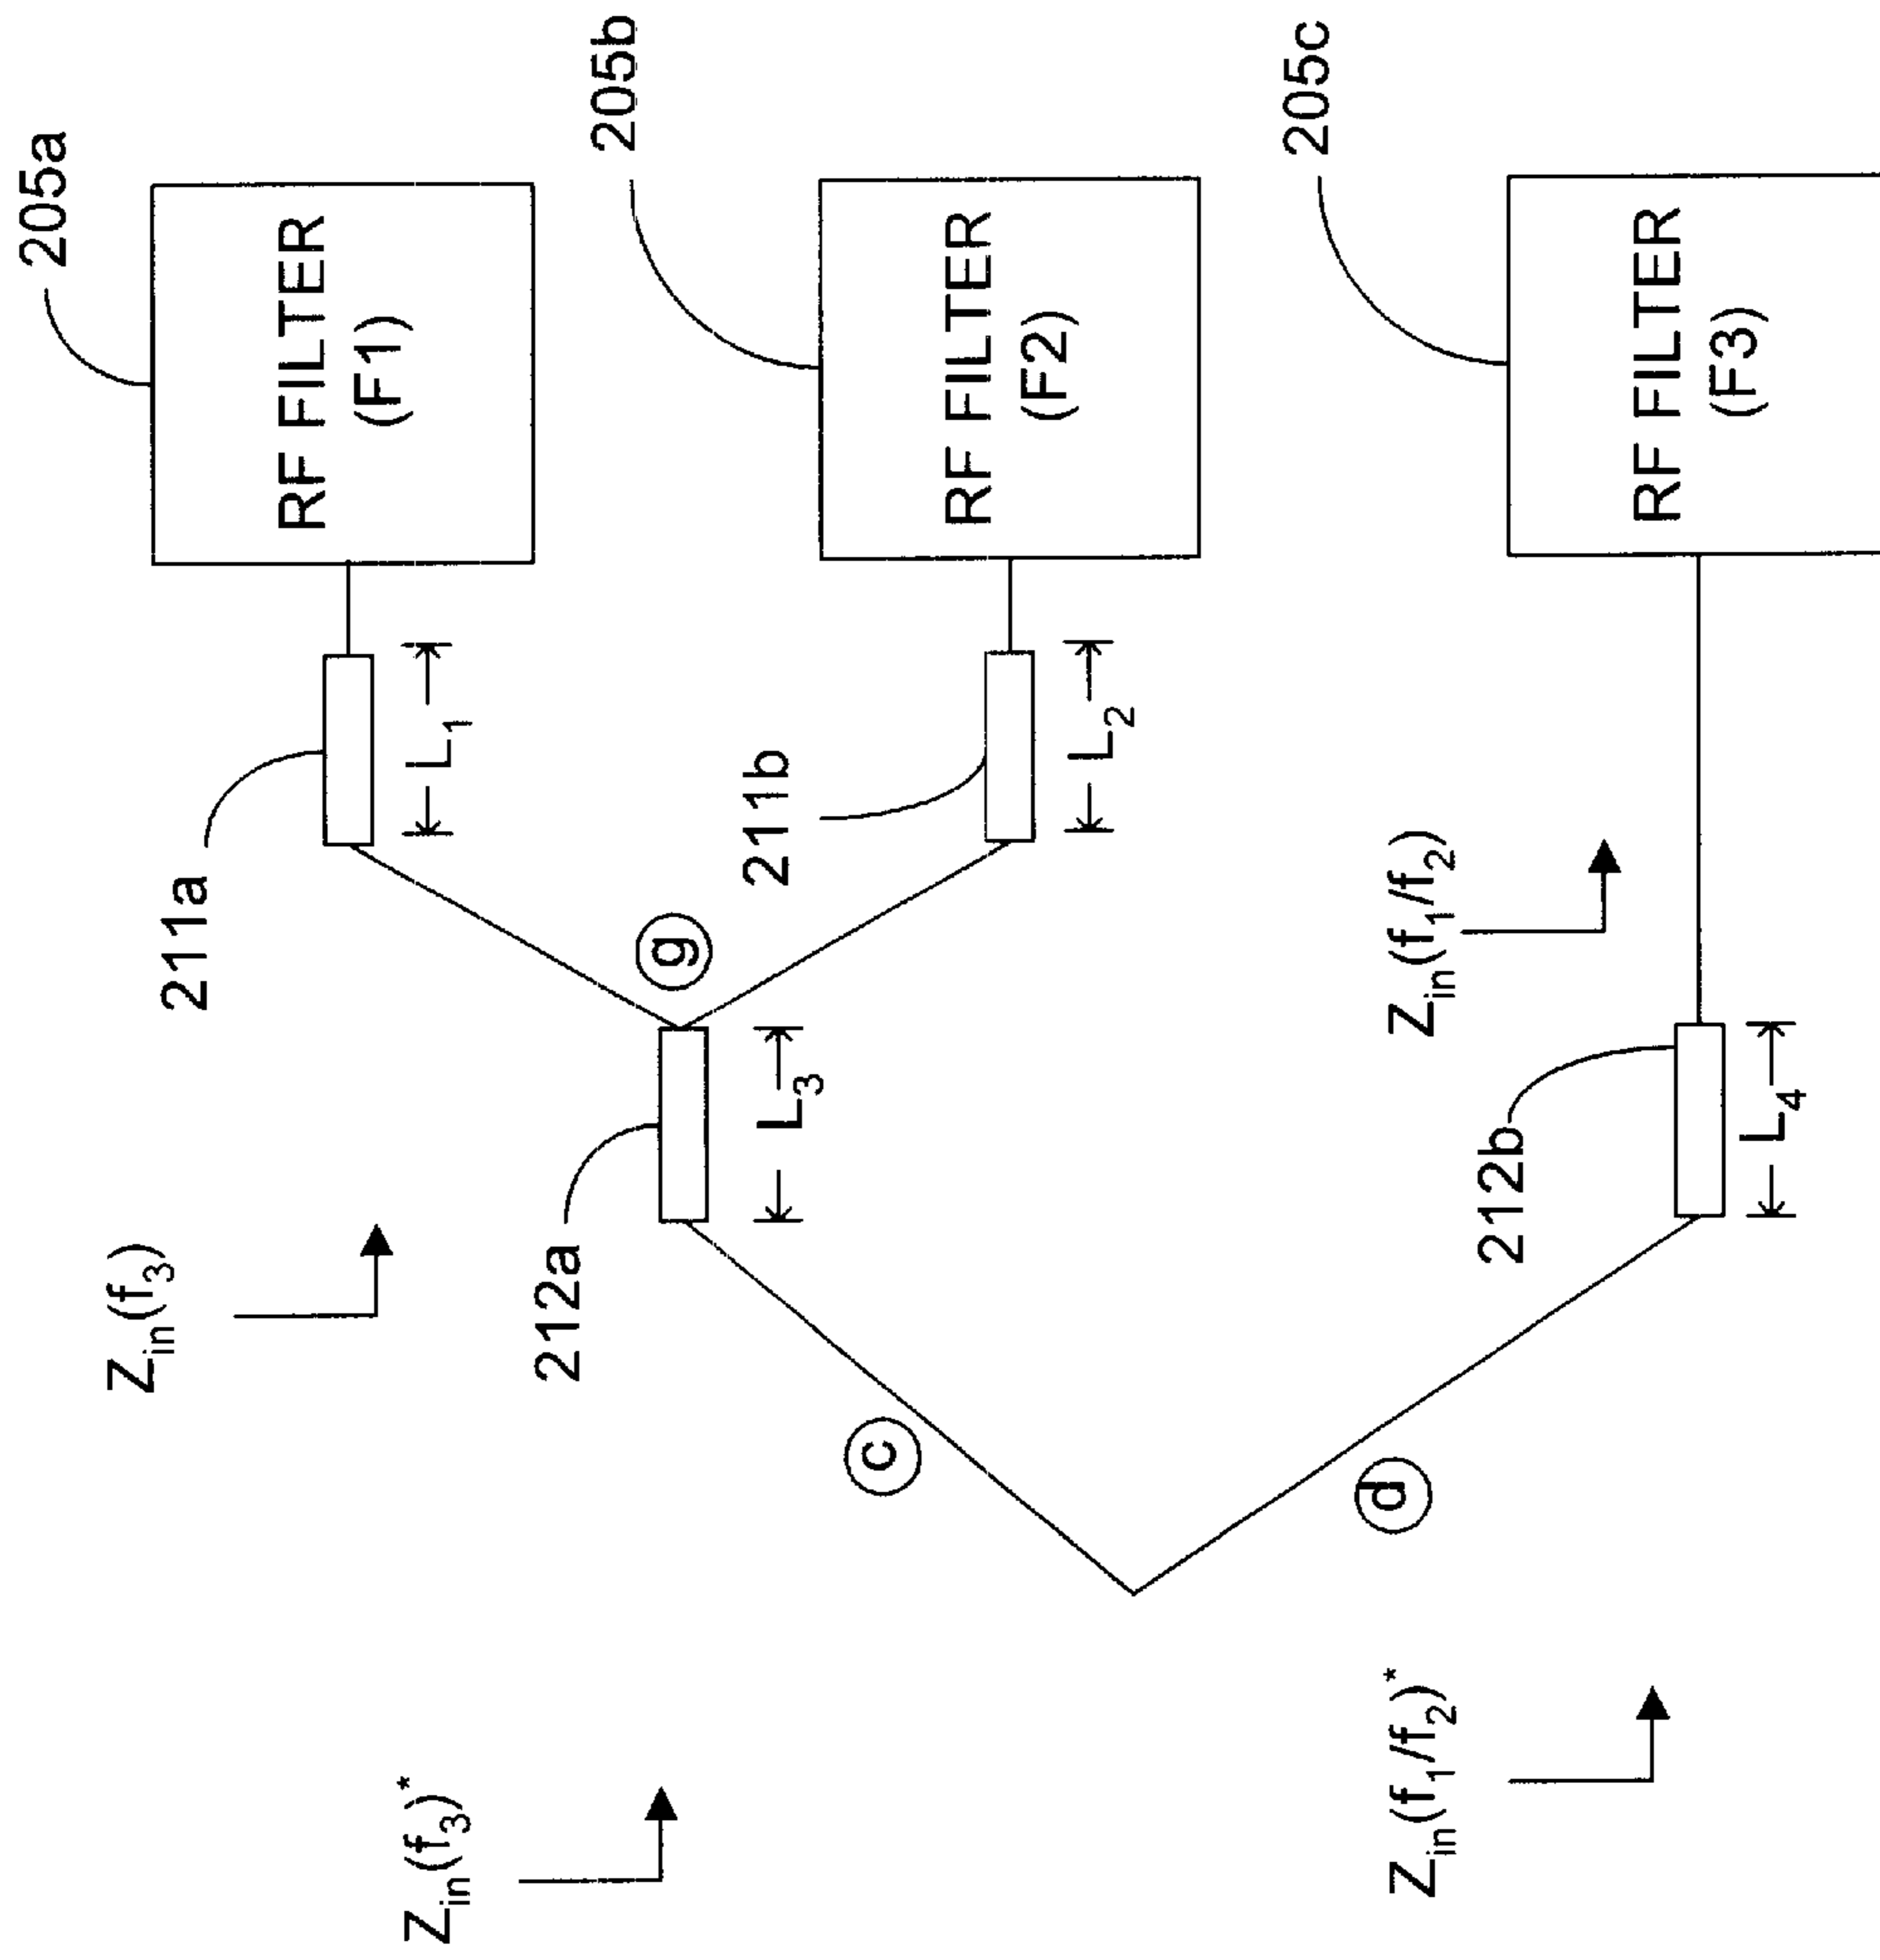 205a
RF FILTER
(F1)
211a
L₁
205b
RF FILTER
(F2)
211b
L₂
g
Zᵢₙ(f₃)
212a
L₃
c
Zᵢₙ(f₃)*
205c
RF FILTER
(F3)
Zᵢₙ(f₁/f₂)
212b
L₄
d
Zᵢₙ(f₁/f₂)*